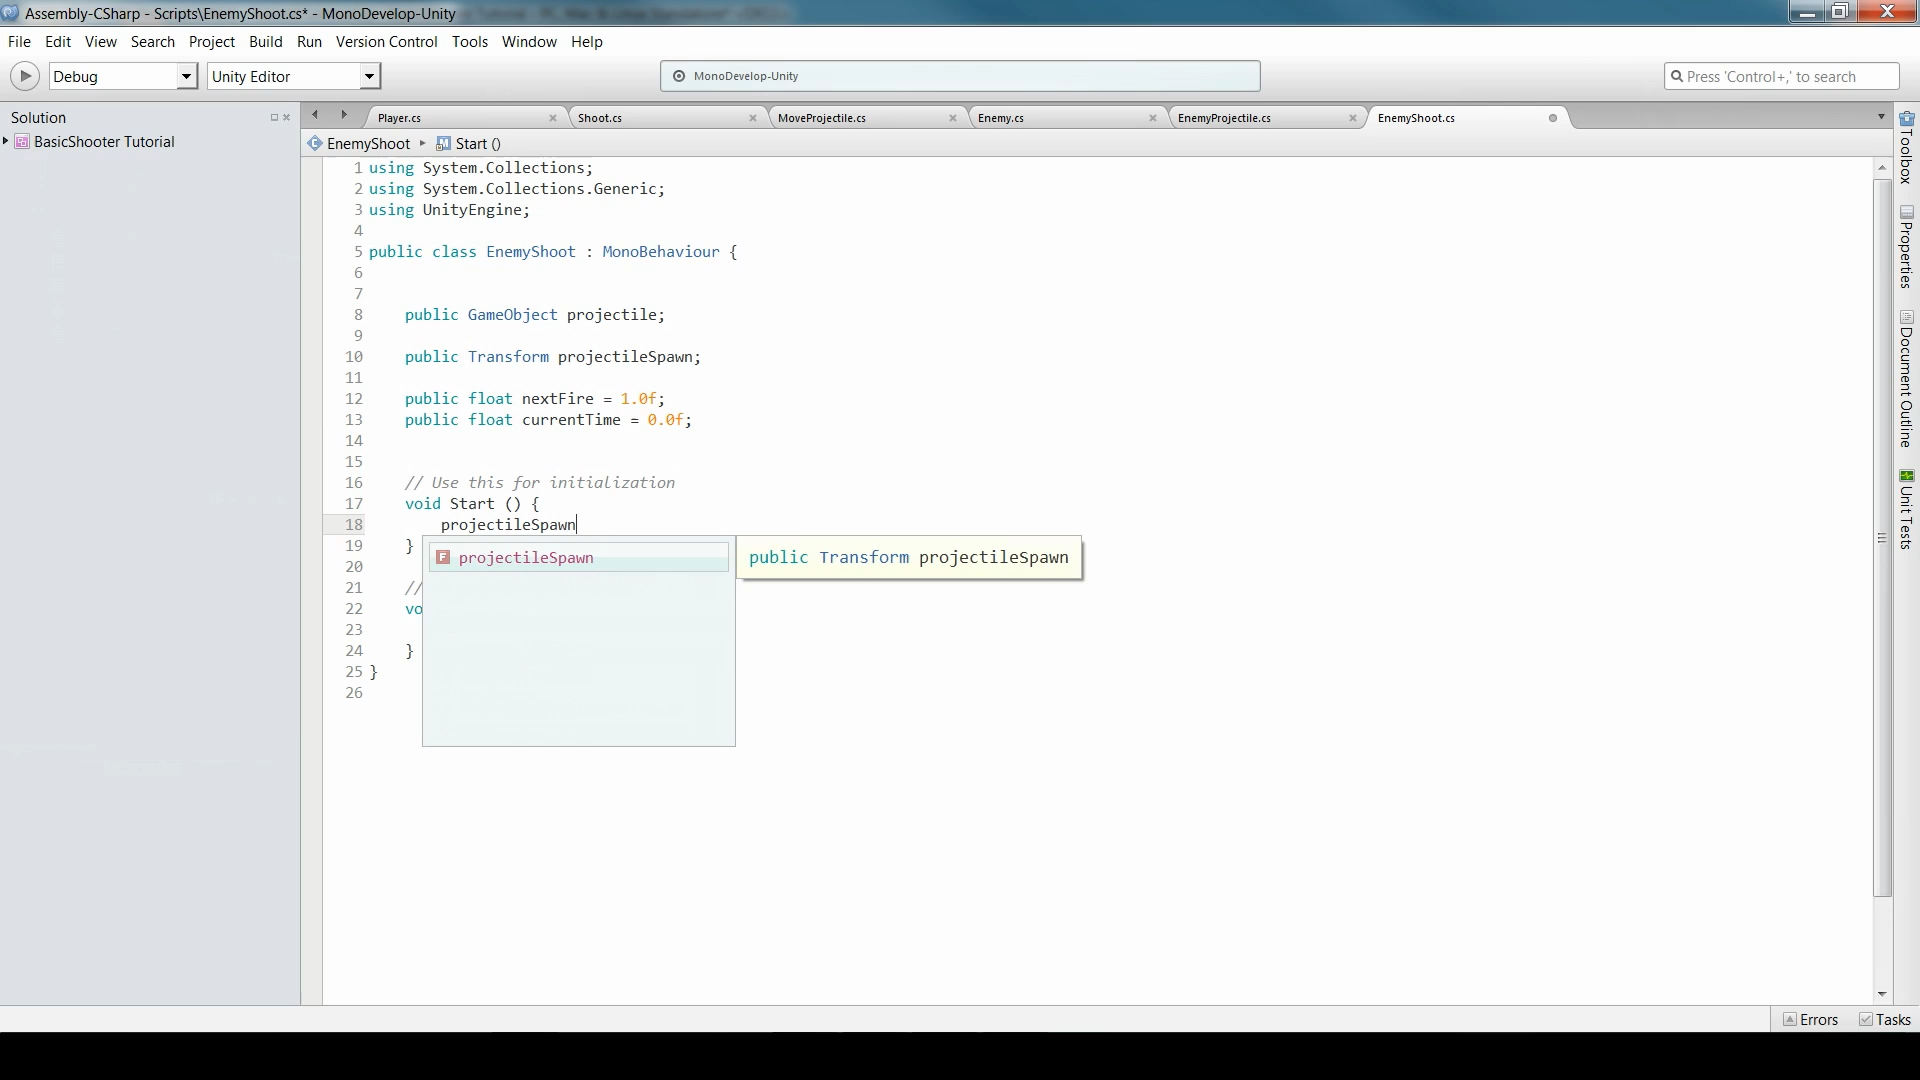 Assembly-CSharp - Scripts\EnemyShoot.cs* - MonoDevelop-Unity
File Edit View Search Project Build Run Version Control Tools Window Help
Debug Unity Editor MonoDevelop-Unity Press 'Control+,' to search
Solution
BasicShooter Tutorial
Player.cs Shoot.cs MoveProjectile.cs Enemy.cs EnemyProjectile.cs EnemyShoot.cs
EnemyShoot Start ()
1 using System.Collections;
2 using System.Collections.Generic;
3 using UnityEngine;
4
5 public class EnemyShoot : MonoBehaviour {
6
7
8 public GameObject projectile;
9
10 public Transform projectileSpawn;
11
12 public float nextFire = 1.0f;
13 public float currentTime = 0.0f;
14
15
16 // Use this for initialization
17 void Start () {
18 projectileSpawn
19 }
20
21 //
22 vo
23
24 }
25 }
26
projectileSpawn
public Transform projectileSpawn
Toolbox
Properties
Document Outline
Unit Tests
Errors Tasks